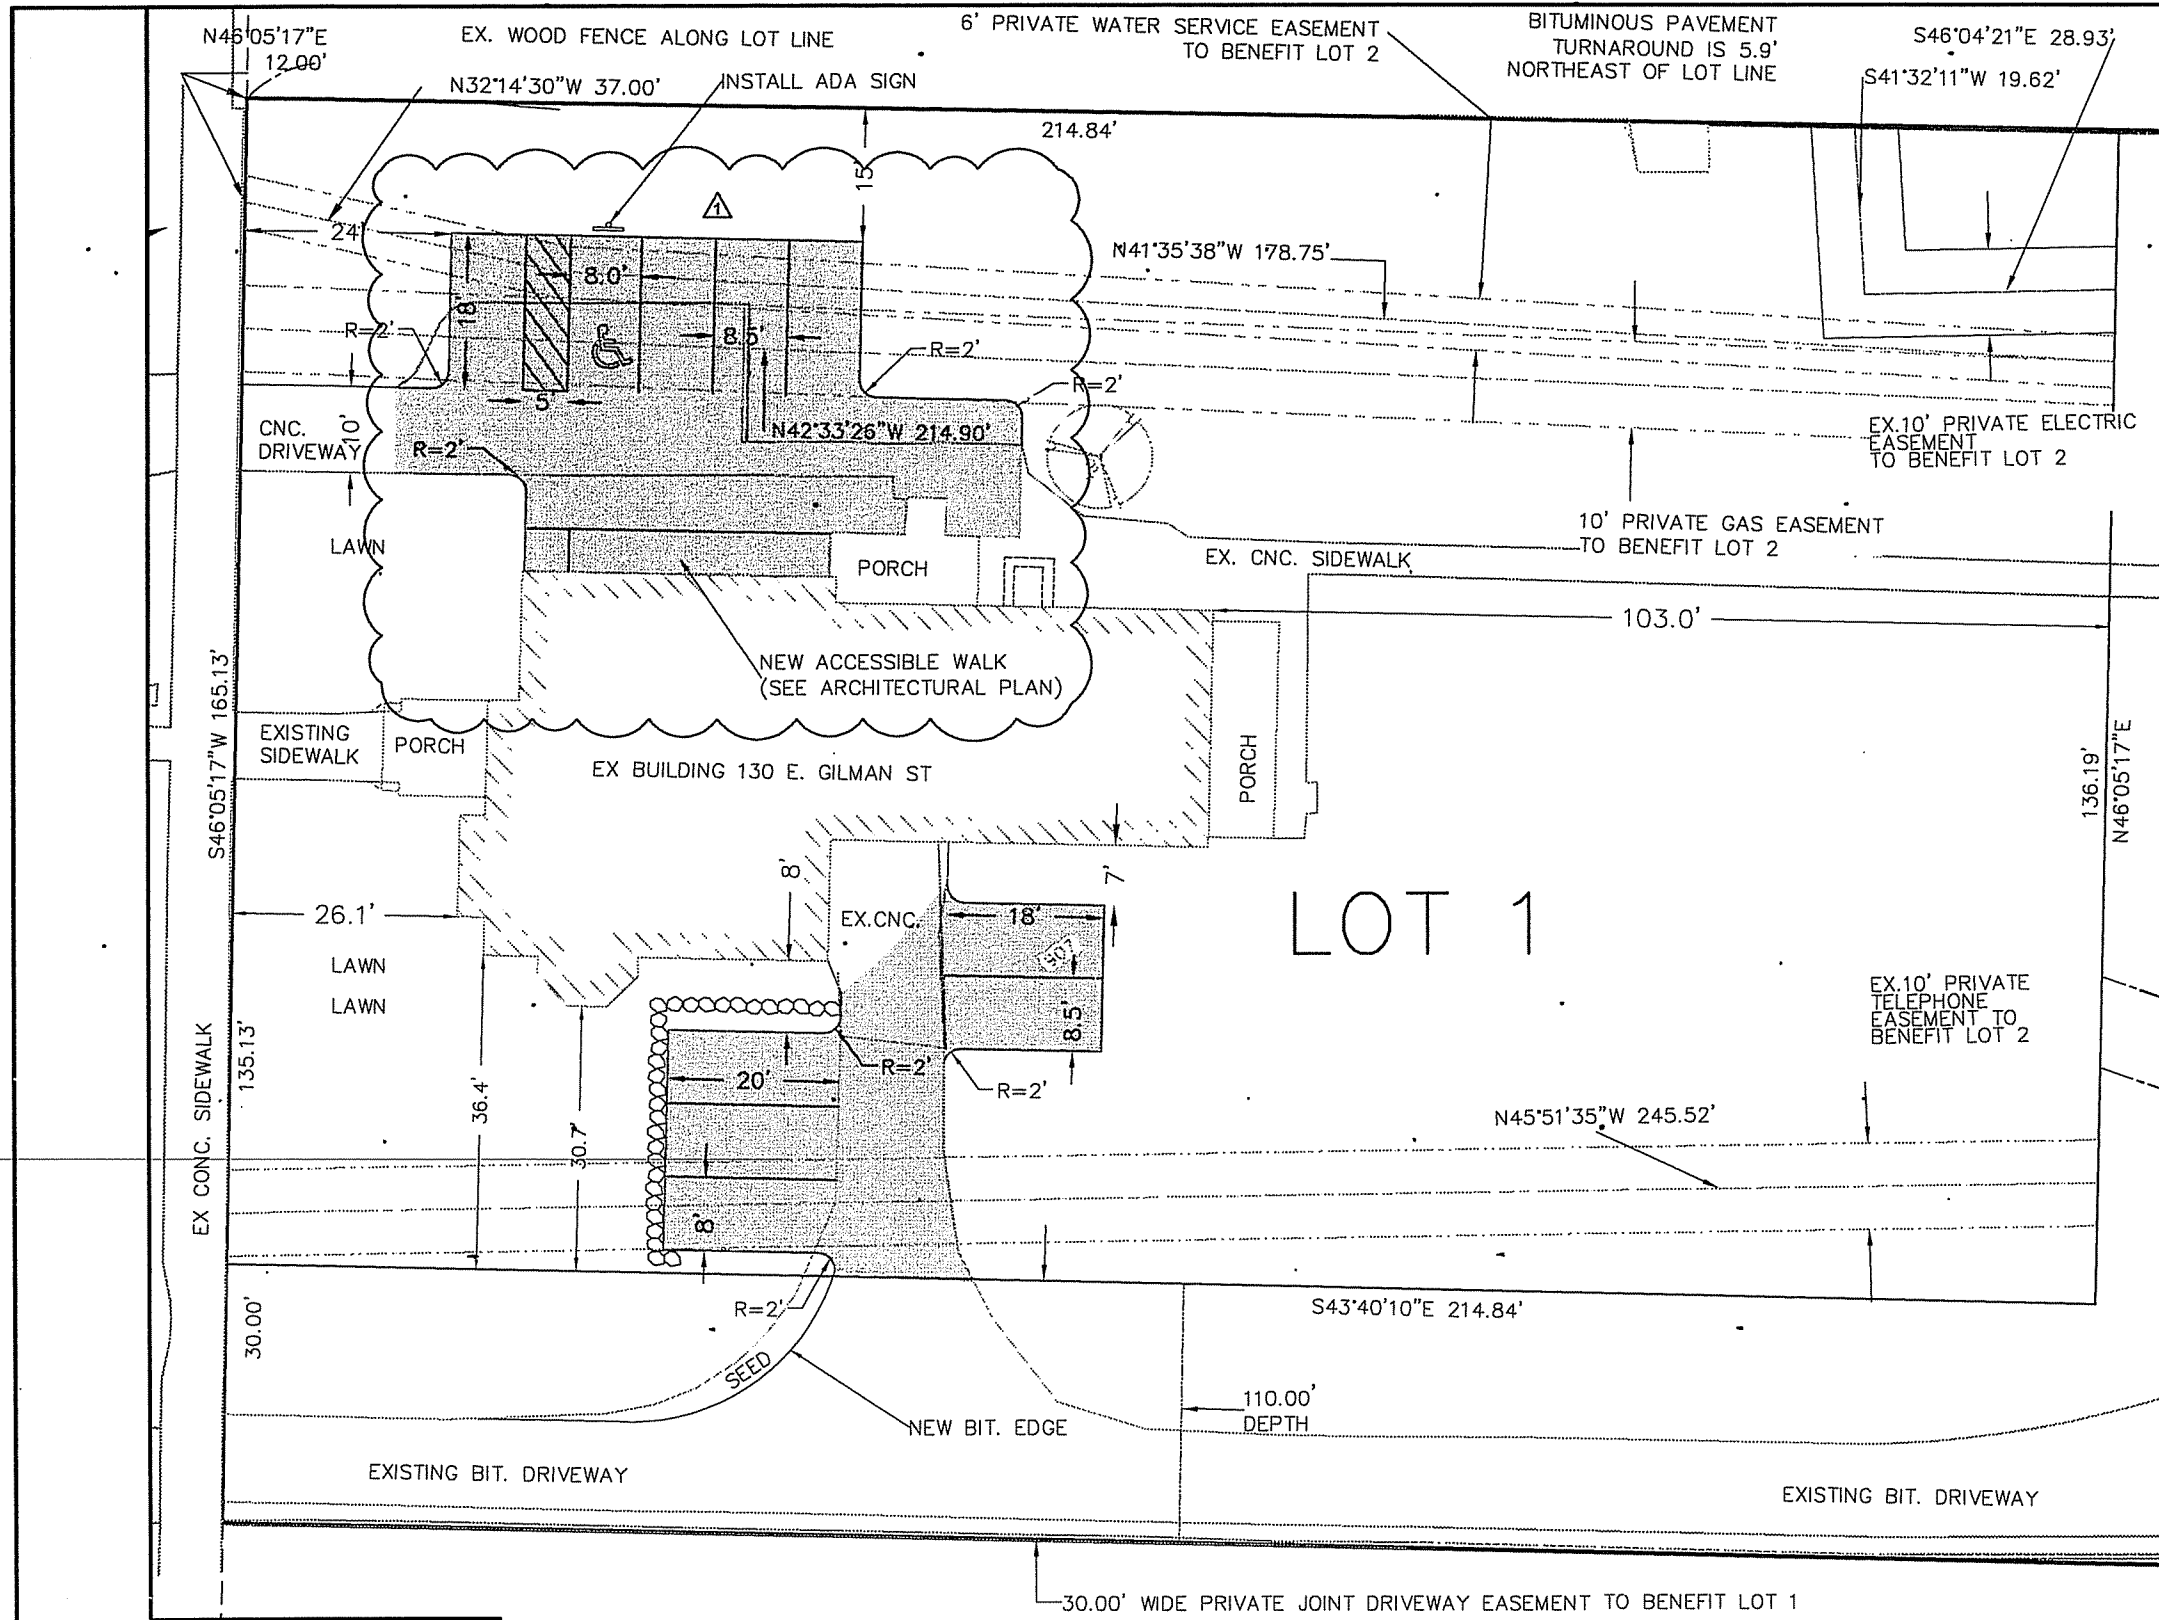 N46°05'17"E
12.00'
EX. WOOD FENCE ALONG LOT LINE
N32°14'30"W 37.00'
INSTALL ADA SIGN
6' PRIVATE WATER SERVICE EASEMENT
TO BENEFIT LOT 2
BITUMINOUS PAVEMENT
TURNAROUND IS 5.9'
NORTHEAST OF LOT LINE
S46°04'21"E 28.93'
S41°32'11"W 19.62'
214.84'
15'
1
24'
8.0'
18'
8.5'
R=2'
R=2'
R=2'
5'
N41°35'38"W 178.75'
N42°33'26"W 214.90'
CNC.
DRIVEWAY
10'
R=2'
EX.10' PRIVATE ELECTRIC
EASEMENT
TO BENEFIT LOT 2
10' PRIVATE GAS EASEMENT
TO BENEFIT LOT 2
LAWN
PORCH
EX. CNC. SIDEWALK
103.0'
NEW ACCESSIBLE WALK
(SEE ARCHITECTURAL PLAN)
S46°05'17"W 165.13'
EXISTING
SIDEWALK
PORCH
EX BUILDING 130 E. GILMAN ST
PORCH
136.19'
N46°05'17"E
26.1'
8'
EX.CNC.
7'
18'
LOT 1
LAWN
LAWN
8.5'
EX.10' PRIVATE
TELEPHONE
EASEMENT TO
BENEFIT LOT 2
EX CONC. SIDEWALK
135.13'
36.4'
30.7'
20'
R=2'
R=2'
N45°51'35"W 245.52'
8'
R=2'
30.00'
S43°40'10"E 214.84'
SEED
110.00'
DEPTH
NEW BIT. EDGE
EXISTING BIT. DRIVEWAY
EXISTING BIT. DRIVEWAY
30.00' WIDE PRIVATE JOINT DRIVEWAY EASEMENT TO BENEFIT LOT 1